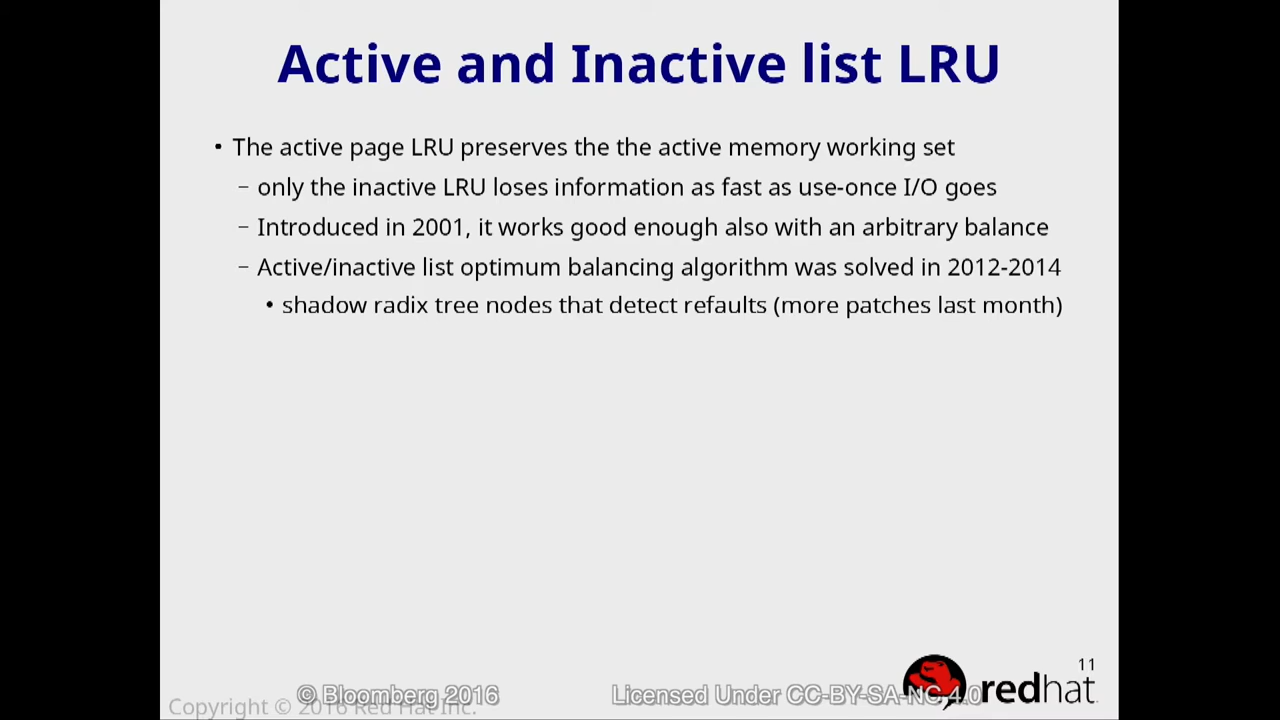 Active and Inactive list LRU
• The active page LRU preserves the the active memory working set
– only the inactive LRU loses information as fast as use-once I/O goes
– Introduced in 2001, it works good enough also with an arbitrary balance
– Active/inactive list optimum balancing algorithm was solved in 2012-2014
• shadow radix tree nodes that detect refaults (more patches last month)
11
redhat.
© Bloomberg 2016 Licensed Under CC-BY-SA-NC 4.0
Copyright © 2016 Red Hat Inc.